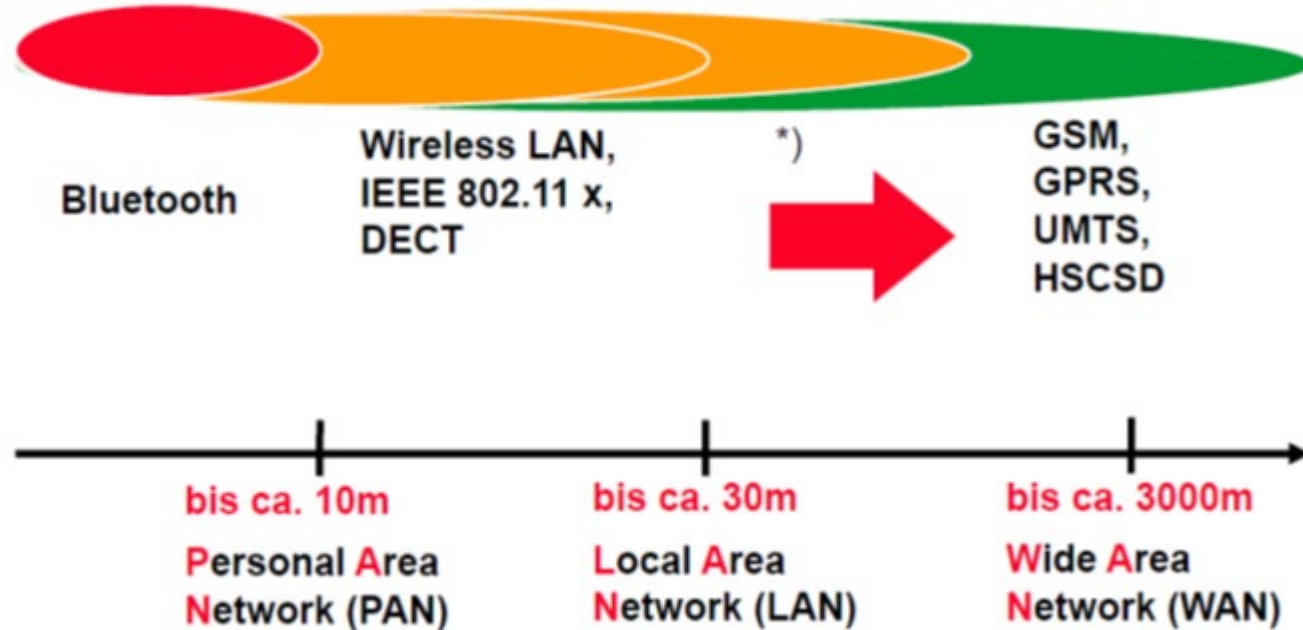 Bluetooth
Wireless LAN,
IEEE 802.11 x,
DECT
*)
GSM,
GPRS,
UMTS,
HSCSD
bis ca. 10m
Personal Area
Network (PAN)
bis ca. 30m
Local Area
Network (LAN)
bis ca. 3000m
Wide Area
Network (WAN)